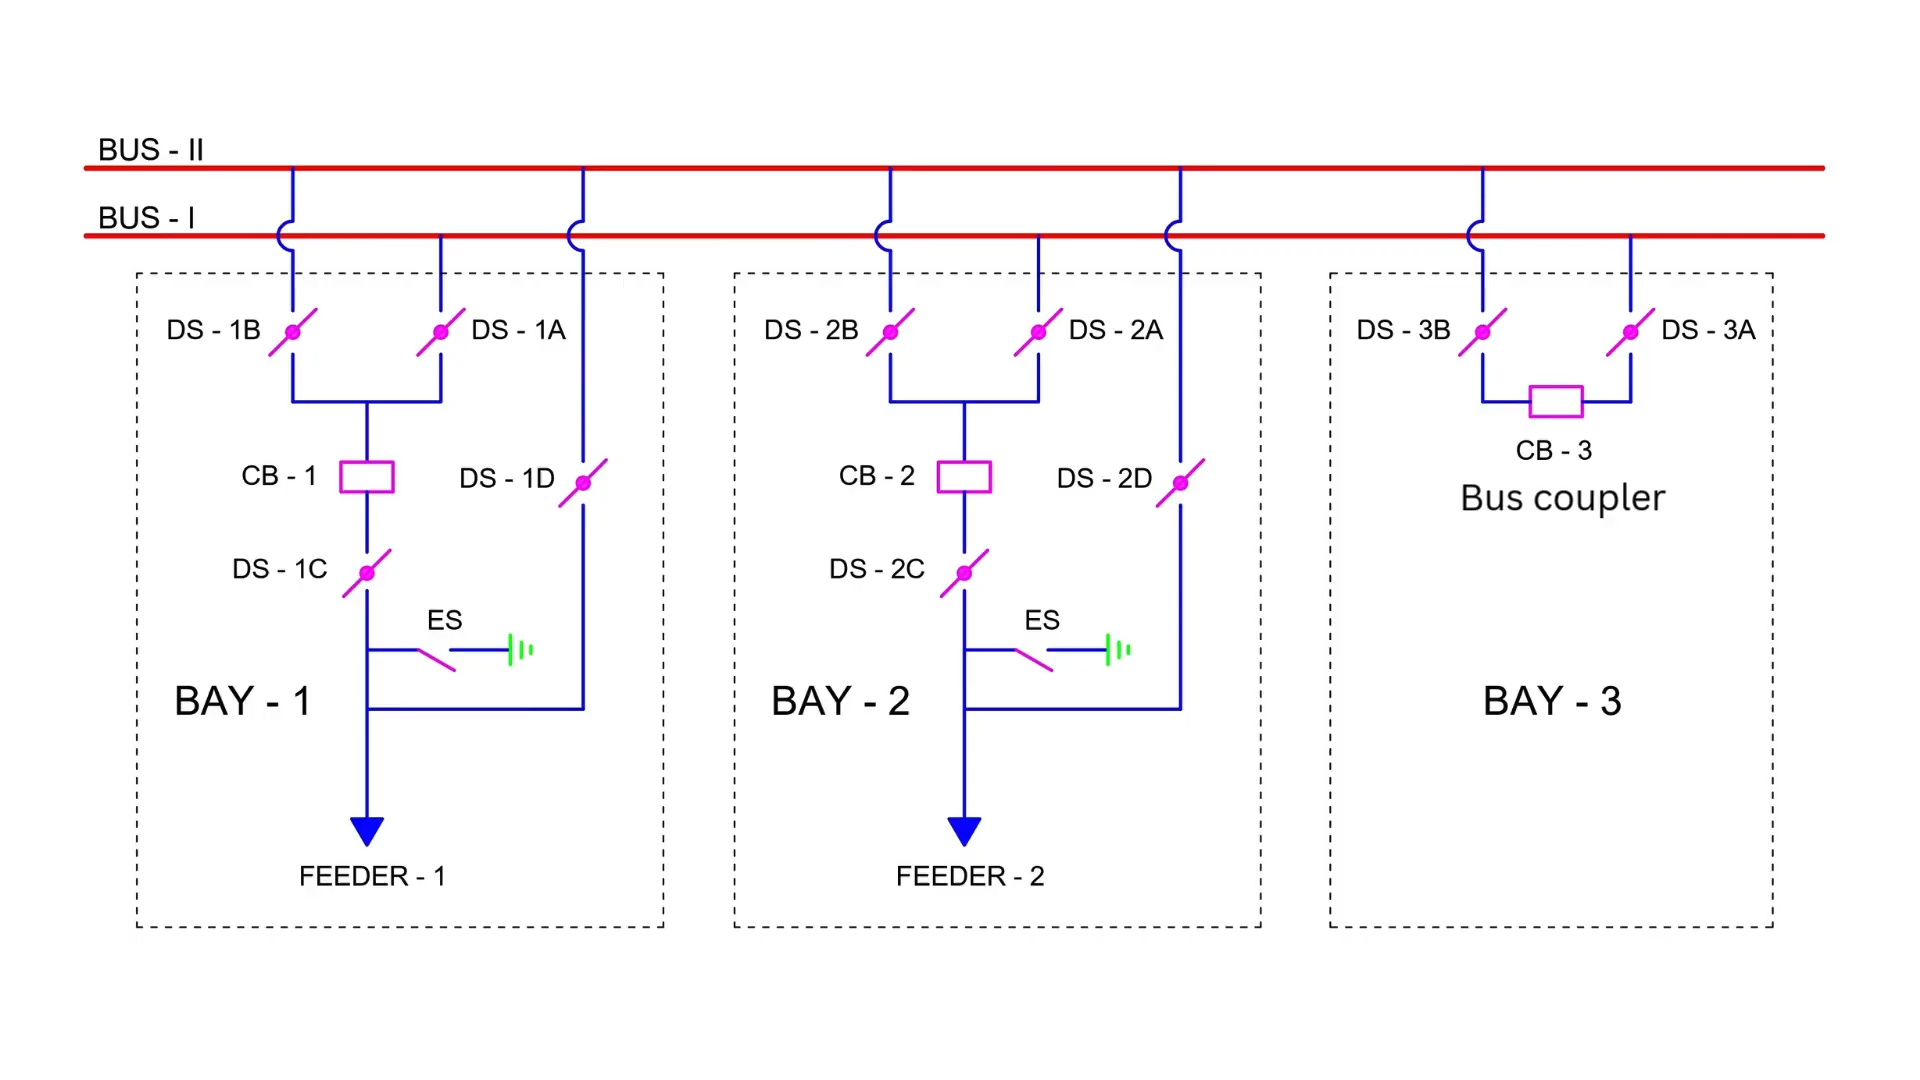 BUS - II
BUS - I
DS - 1B
DS - 1A
DS - 2B
DS - 2A
DS - 3B
DS - 3A
CB - 3
CB - 1
DS - 1D
CB - 2
DS - 2D
Bus coupler
DS - 1C
DS - 2C
ES
ES
BAY - 1
BAY - 2
BAY - 3
FEEDER - 1
FEEDER - 2